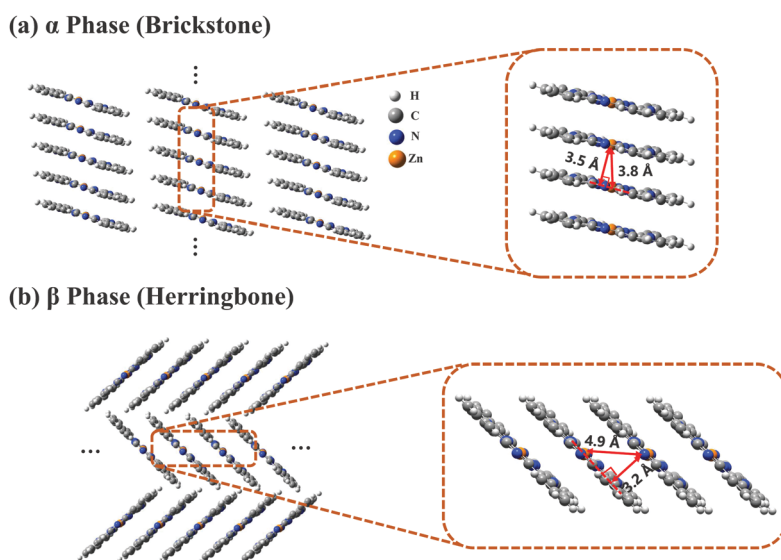 (a) α Phase (Brickstone)
H
C
N
Zn
3.5 Å
3.8 Å
(b) β Phase (Herringbone)
4.9 Å
3.2 Å